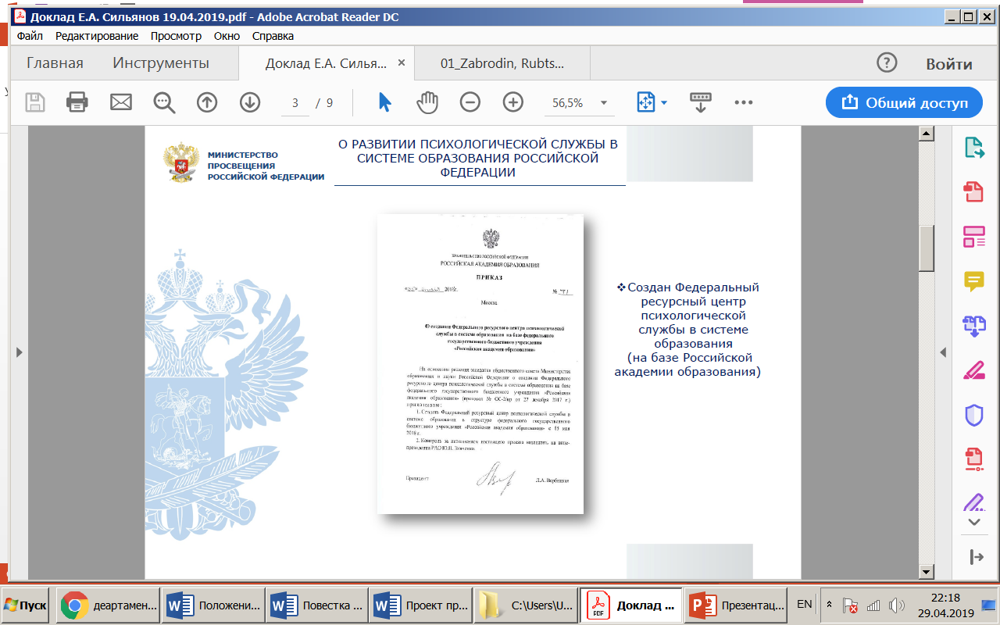 Доклад Е.А. Сильянов 19.04.2019.pdf - Adobe Acrobat Reader DC
Файл Редактирование Просмотр Окно Справка
Главная Инструменты Доклад Е.А. Силья... × 01_Zabrodin, Rubts... ? Войти
3 / 9 56,5% Общий доступ
МИНИСТЕРСТВО
ПРОСВЕЩЕНИЯ
РОССИЙСКОЙ ФЕДЕРАЦИИ
О РАЗВИТИИ ПСИХОЛОГИЧЕСКОЙ СЛУЖБЫ В
СИСТЕМЕ ОБРАЗОВАНИЯ РОССИЙСКОЙ
ФЕДЕРАЦИИ
ПРАВИТЕЛЬСТВО РОССИЙСКОЙ ФЕДЕРАЦИИ
РОССИЙСКАЯ АКАДЕМИЯ ОБРАЗОВАНИЯ
ПРИКАЗ
2018г. №
Москва
О создании Федерального ресурсного центра психологической
службы в системе образования на базе федерального
государственного бюджетного учреждения
«Российская академия образования»
На основании решения заседания общественного совета Министерства
образования и науки Российской Федерации о создании Федерального
ресурсного центра психологической службы в системе образования на базе
федерального государственного бюджетного учреждения «Российская
академия образования» (протокол № ОС-2/пр от 27 декабря 2017 г.)
приказываю:
1. Создать Федеральный ресурсный центр психологической службы в
системе образования в структуре федерального государственного
бюджетного учреждения «Российская академия образования» с 15 мая
2018 г.
2. Контроль за исполнением настоящего приказа возложить на вице-
президента РАО Ю.П. Зинченко.
Президент Л.А. Вербицкая
❖Создан Федеральный
ресурсный центр
психологической
службы в системе
образования
(на базе Российской
академии образования)
Пуск деартамен... Положени... Повестка ... Проект пр... C:\Users\U... Доклад ... Презентац... EN 22:18
29.04.2019